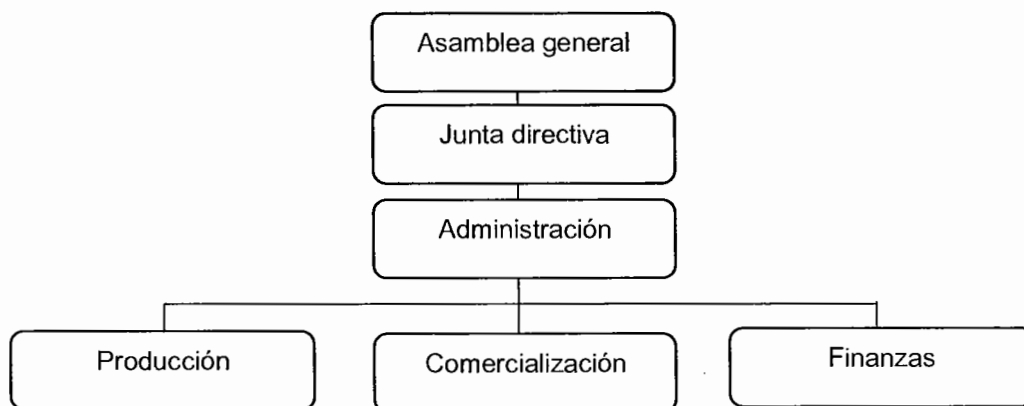 Asamblea general
Junta directiva
Administración
Producción
Comercialización
Finanzas